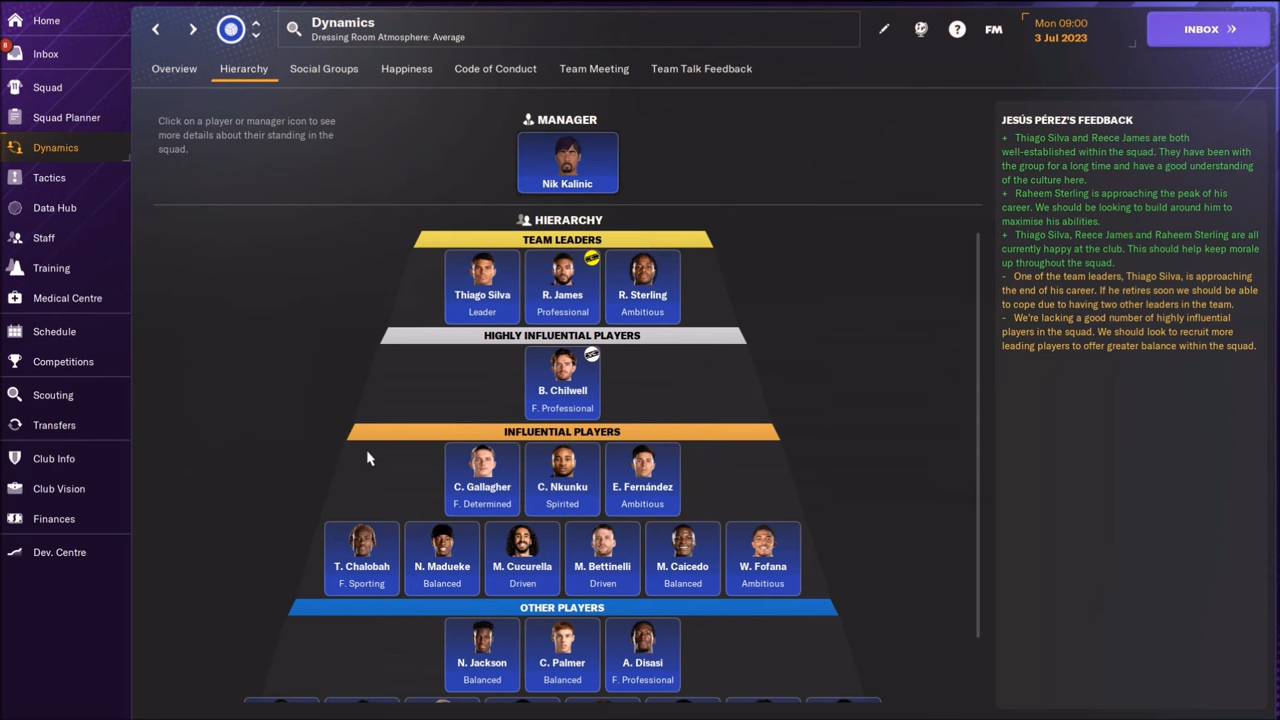 Home
8
Inbox
Squad
Squad Planner
Dynamics
Tactics
Data Hub
Staff
Training
Medical Centre
Schedule
Competitions
Scouting
Transfers
Club Info
Club Vision
Finances
Dev. Centre
Dynamics
Dressing Room Atmosphere: Average
?
FM
Mon 09:00
3 Jul 2023
INBOX
Overview
Hierarchy
Social Groups
Happiness
Code of Conduct
Team Meeting
Team Talk Feedback
Click on a player or manager icon to see
more details about their standing in the
squad.
MANAGER
Nik Kalinic
HIERARCHY
TEAM LEADERS
Thiago Silva
Leader
R. James
Professional
R. Sterling
Ambitious
HIGHLY INFLUENTIAL PLAYERS
B. Chilwell
F. Professional
INFLUENTIAL PLAYERS
C. Gallagher
F. Determined
C. Nkunku
Spirited
E. Fernández
Ambitious
T. Chalobah
F. Sporting
N. Madueke
Balanced
M. Cucurella
Driven
M. Bettinelli
Driven
M. Caicedo
Balanced
W. Fofana
Ambitious
OTHER PLAYERS
N. Jackson
Balanced
C. Palmer
Balanced
A. Disasi
F. Professional
JESÚS PÉREZ'S FEEDBACK
+ Thiago Silva and Reece James are both
well-established within the squad. They have been with
the group for a long time and have a good understanding
of the culture here.
+ Raheem Sterling is approaching the peak of his
career. We should be looking to build around him to
maximise his abilities.
+ Thiago Silva, Reece James and Raheem Sterling are all
currently happy at the club. This should help keep morale
up throughout the squad.
- One of the team leaders, Thiago Silva, is approaching
the end of his career. If he retires soon we should be able
to cope due to having two other leaders in the team.
- We're lacking a good number of highly influential
players in the squad. We should look to recruit more
leading players to offer greater balance within the squad.